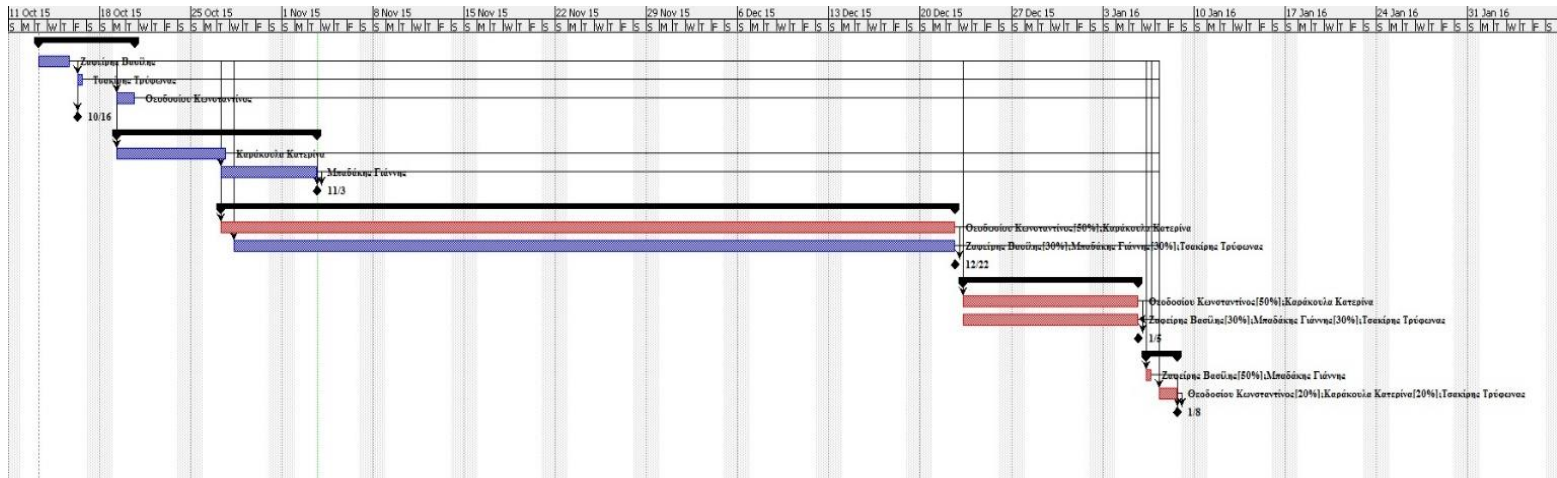 11 Oct 15 18 Oct 15 25 Oct 15 1 Nov 15 8 Nov 15 15 Nov 15 22 Nov 15 29 Nov 15 6 Dec 15 13 Dec 15 20 Dec 15 27 Dec 15 3 Jan 16 10 Jan 16 17 Jan 16 24 Jan 16 31 Jan 16
S M T W T F S S M T W T F S S M T W T F S S M T W T F S S M T W T F S S M T W T F S S M T W T F S S M T W T F S S M T W T F S S M T W T F S S M T W T F S S M T W T F S S M T W T F S S M T W T F S S M T W T F S S M T W T F S S M T W T F S
Ζαφείρης Βασίλης
Τσακίρης Τρύφωνας
Θεοδοσίου Κωνσταντίνος
10/16
Καράκουλα Κατερίνα
Μπαδάκης Γιάννης
11/3
Θεοδοσίου Κωνσταντίνος[50%];Καράκουλα Κατερίνα
Ζαφείρης Βασίλης[30%];Μπαδάκης Γιάννης[30%];Τσακίρης Τρύφωνας
12/22
Θεοδοσίου Κωνσταντίνος[50%];Καράκουλα Κατερίνα
Ζαφείρης Βασίλης[30%];Μπαδάκης Γιάννης[30%];Τσακίρης Τρύφωνας
1/5
Ζαφείρης Βασίλης[50%];Μπαδάκης Γιάννης
Θεοδοσίου Κωνσταντίνος[20%];Καράκουλα Κατερίνα[20%];Τσακίρης Τρύφωνας
1/8